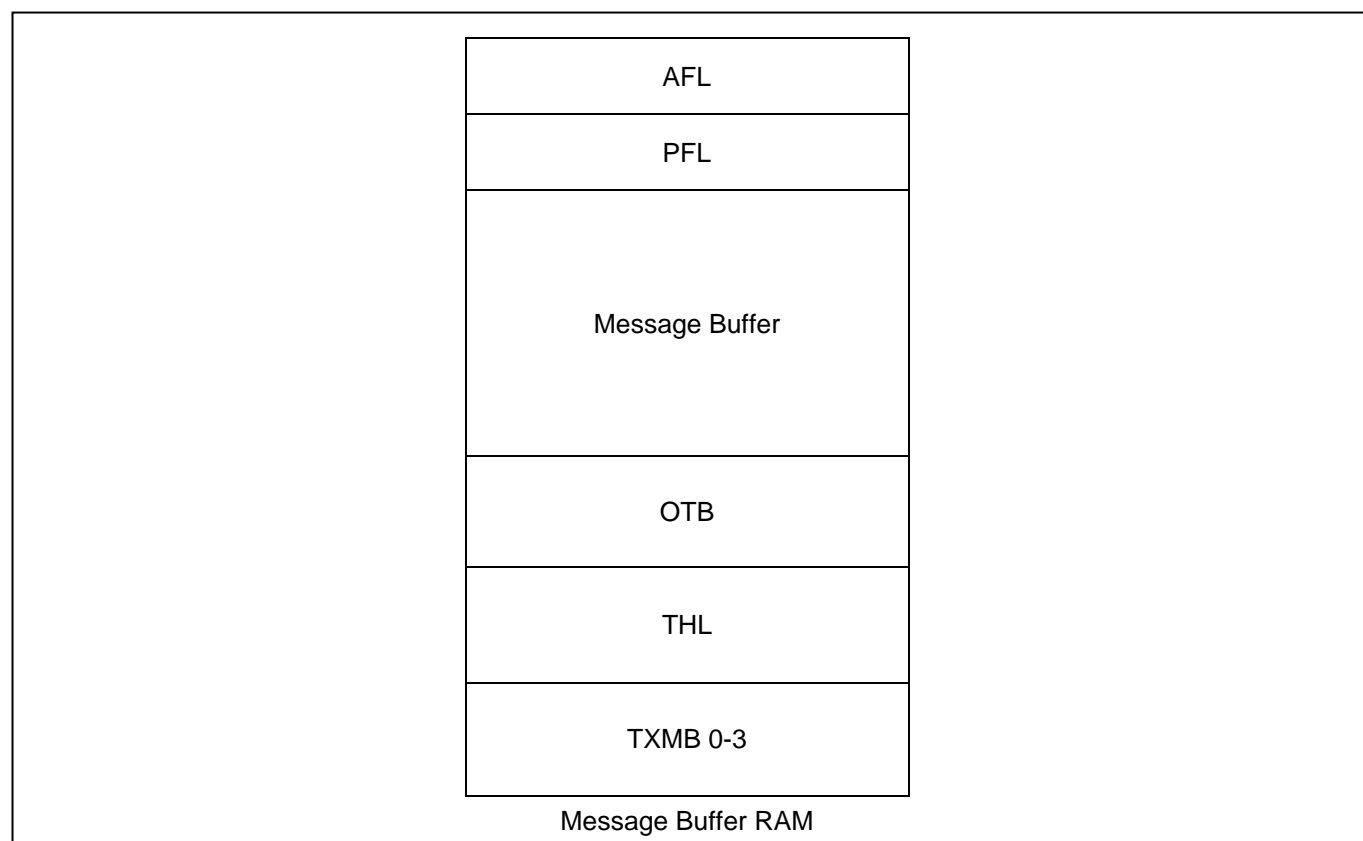 AFL
PFL
Message Buffer
OTB
THL
TXMB 0-3
Message Buffer RAM